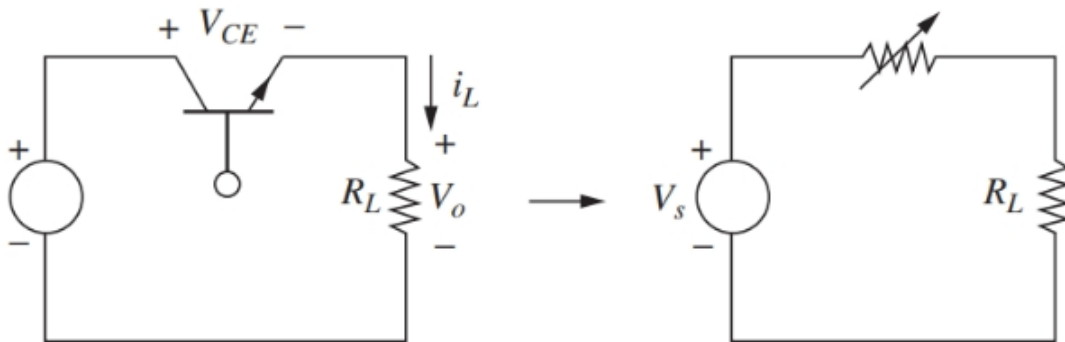 + V_CE −
i_L
+ + +
R_L V_o V_s R_L
− − −